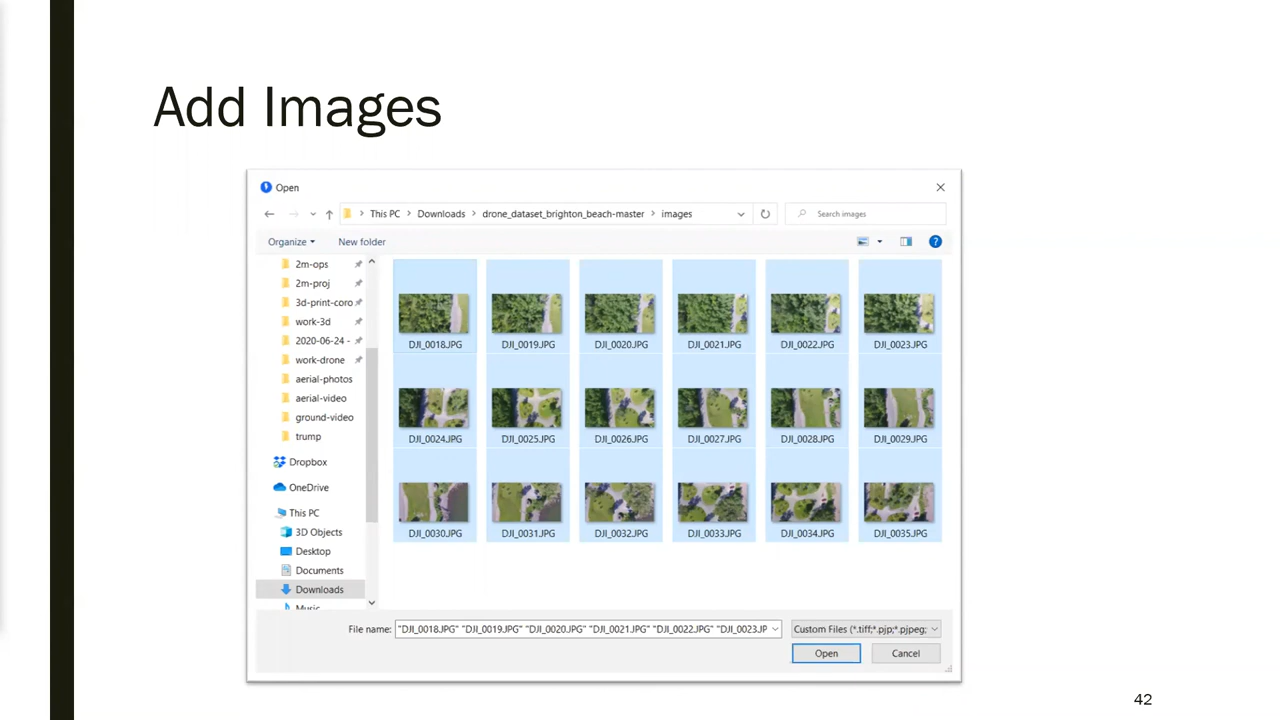 Add Images
Open
This PC > Downloads > drone_dataset_brighton_beach-master > images
Search images
Organize
New folder
2m-ops
2m-proj
3d-print-coro
work-3d
2020-06-24 -
work-drone
aerial-photos
aerial-video
ground-video
trump
Dropbox
OneDrive
This PC
3D Objects
Desktop
Documents
Downloads
Music
DJI_0018.JPG DJI_0019.JPG DJI_0020.JPG DJI_0021.JPG DJI_0022.JPG DJI_0023.JPG
DJI_0024.JPG DJI_0025.JPG DJI_0026.JPG DJI_0027.JPG DJI_0028.JPG DJI_0029.JPG
DJI_0030.JPG DJI_0031.JPG DJI_0032.JPG DJI_0033.JPG DJI_0034.JPG DJI_0035.JPG
File name: "DJI_0018.JPG" "DJI_0019.JPG" "DJI_0020.JPG" "DJI_0021.JPG" "DJI_0022.JPG" "DJI_0023.JP
Custom Files (*.tiff;*.pjp;*.pjpeg;
Open
Cancel
42